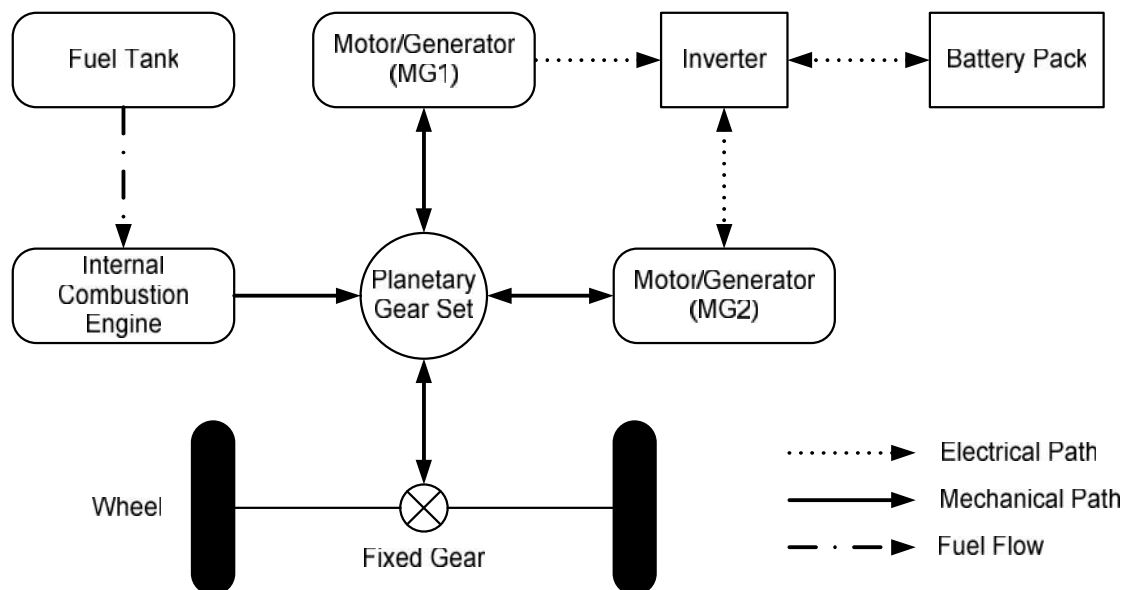 Fuel Tank
Motor/Generator
(MG1)
Inverter
Battery Pack
Internal
Combustion
Engine
Planetary
Gear Set
Motor/Generator
(MG2)
Wheel
Fixed Gear
Electrical Path
Mechanical Path
Fuel Flow